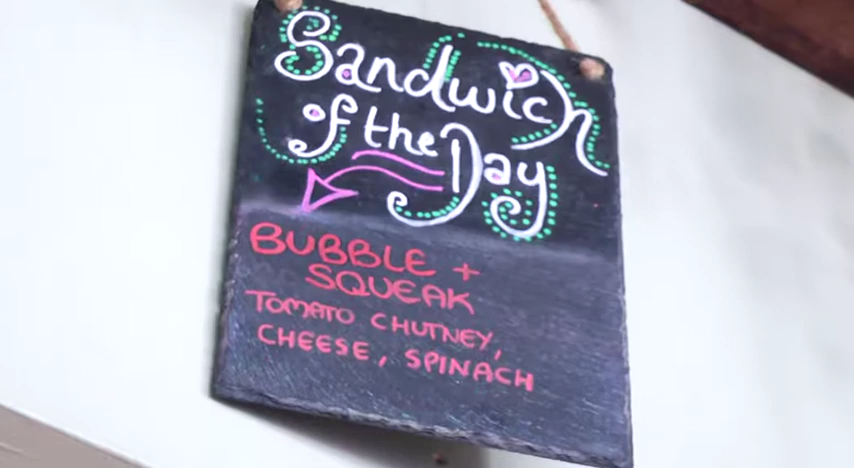 Sandwich
of the Day
BUBBLE +
SQUEAK
TOMATO CHUTNEY,
CHEESE, SPINACH